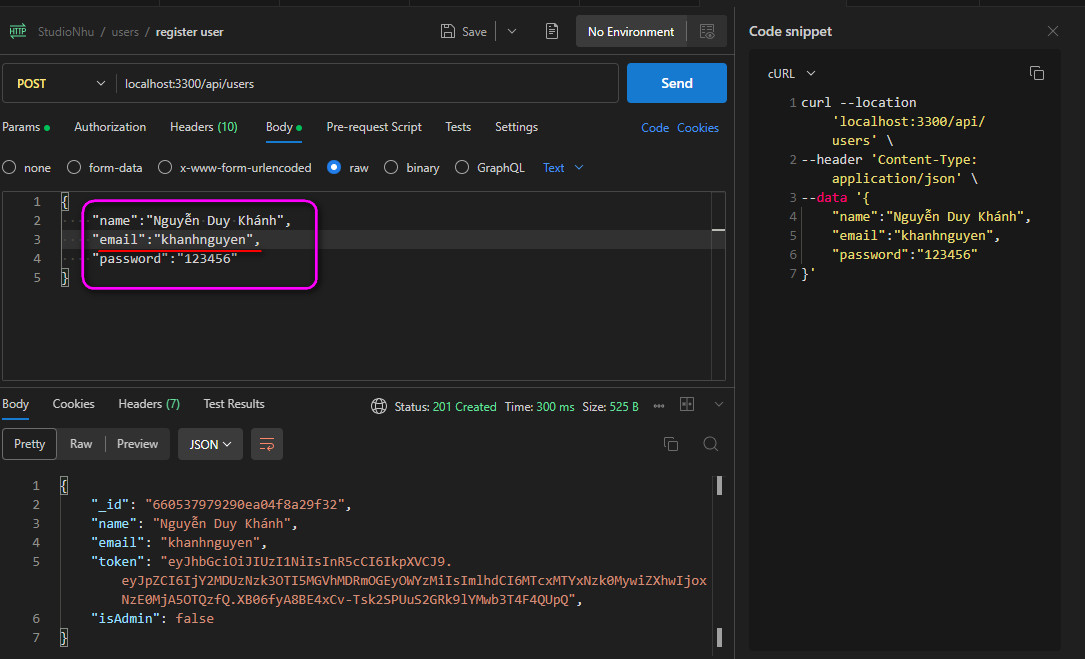 HTTP StudioNhu / users / register user Save No Environment
POST localhost:3300/api/users Send
Params Authorization Headers (10) Body Pre-request Script Tests Settings Code Cookies
none form-data x-www-form-urlencoded raw binary GraphQL Text
1 {
2 "name":"Nguyễn Duy Khánh",
3 "email":"khanhnguyen",
4 "password":"123456"
5 }
Body Cookies Headers (7) Test Results Status: 201 Created Time: 300 ms Size: 525 B
Pretty Raw Preview JSON
1 {
2 "_id": "660537979290ea04f8a29f32",
3 "name": "Nguyễn Duy Khánh",
4 "email": "khanhnguyen",
5 "token": "eyJhbGciOiJIUzI1NiIsInR5cCI6IkpXVCJ9.
eyJpZCI6IjY2MDUzNzk3OTI5MGVhMDRmOGEyOWYzMiIsImlhdCI6MTcxMTYxNzk0MywiZXhwIjox
NzE0MjA5OTQzfQ.XB06fyA8BE4xCv-Tsk2SPUuS2GRk9lYMwb3T4F4QUpQ",
6 "isAdmin": false
7 }
Code snippet
cURL
1 curl --location
'localhost:3300/api/
users' \
2 --header 'Content-Type:
application/json' \
3 --data '{
4 "name":"Nguyễn Duy Khánh",
5 "email":"khanhnguyen",
6 "password":"123456"
7 }'